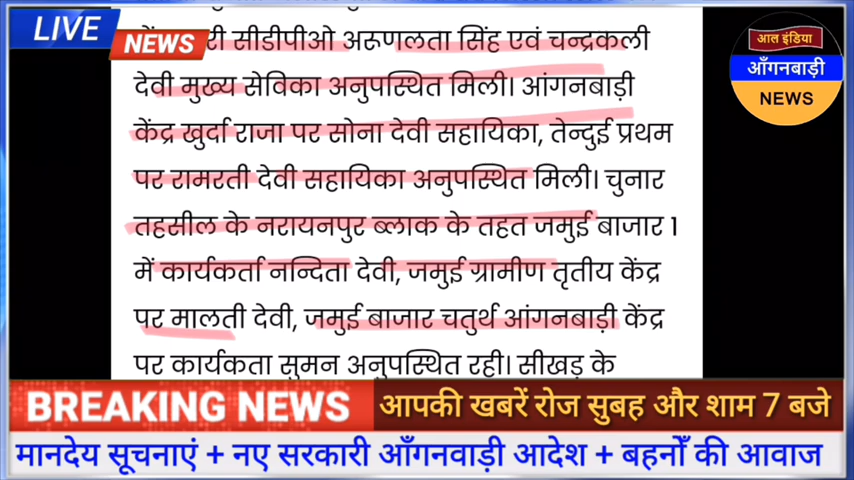 LIVE
NEWS
आल इंडिया
आँगनबाड़ी
NEWS
सीडीपीओ अरूणलता सिंह एवं चन्द्रकली
देवी मुख्य सेविका अनुपस्थित मिली। आंगनबाड़ी
केंद्र खुर्दा राजा पर सोना देवी सहायिका, तेन्दुई प्रथम
पर रामरती देवी सहायिका अनुपस्थित मिली। चुनार
तहसील के नरायनपुर ब्लाक के तहत जमुई बाजार 1
में कार्यकर्ता नन्दिता देवी, जमुई ग्रामीण तृतीय केंद्र
पर मालती देवी, जमुई बाजार चतुर्थ आंगनबाड़ी केंद्र
पर कार्यकता सुमन अनुपस्थित रही। सीखड़ के
BREAKING NEWS
आपकी खबरें रोज सुबह और शाम 7 बजे
मानदेय सूचनाएं + नए सरकारी आँगनवाड़ी आदेश + बहनोँ की आवाज